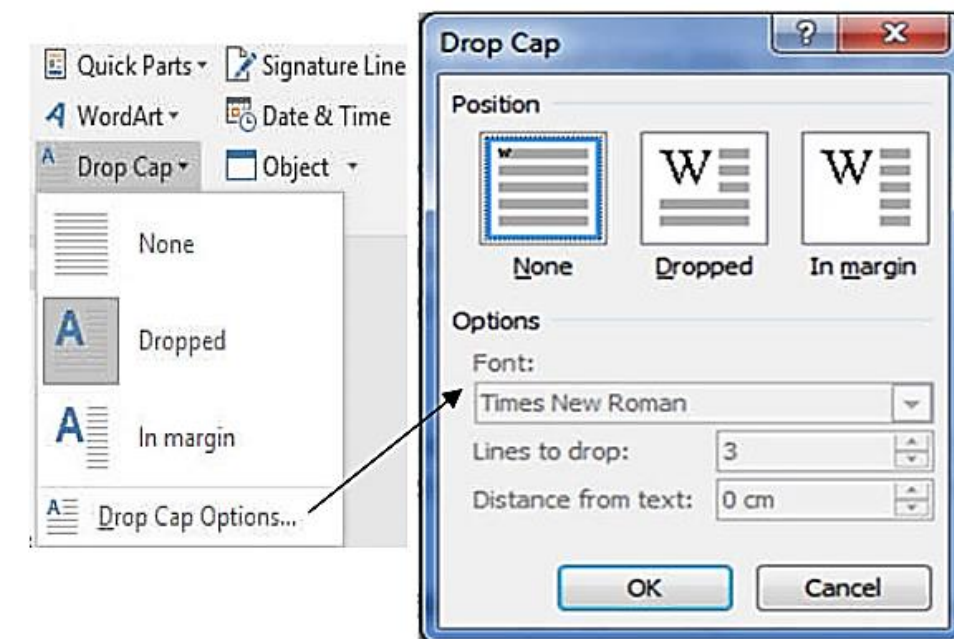 Quick Parts Signature Line
WordArt Date & Time
Drop Cap Object
None
Dropped
In margin
Drop Cap Options...
Drop Cap
Position
W W W
None Dropped In margin
Options
Font:
Times New Roman
Lines to drop: 3
Distance from text: 0 cm
OK Cancel